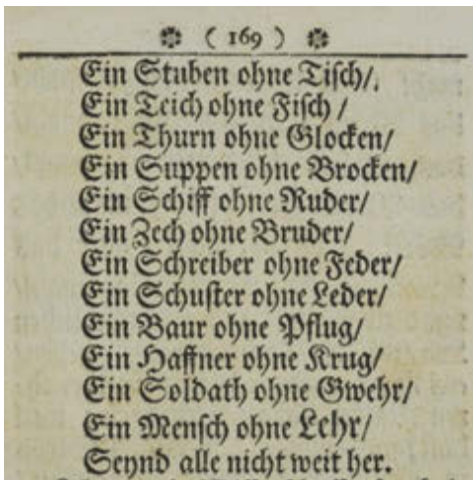 ( 169 )
Ein Stuben ohne Tisch/
Ein Teich ohne Fisch /
Ein Thurn ohne Glocken/
Ein Suppen ohne Brocken/
Ein Schiff ohne Ruder/
Ein Zech ohne Bruder/
Ein Schreiber ohne Feder/
Ein Schuster ohne Leder/
Ein Baur ohne Pflug/
Ein Haffner ohne Krug/
Ein Soldath ohne Gwehr/
Ein Mensch ohne Lehr/
Seynd alle nicht weit her.